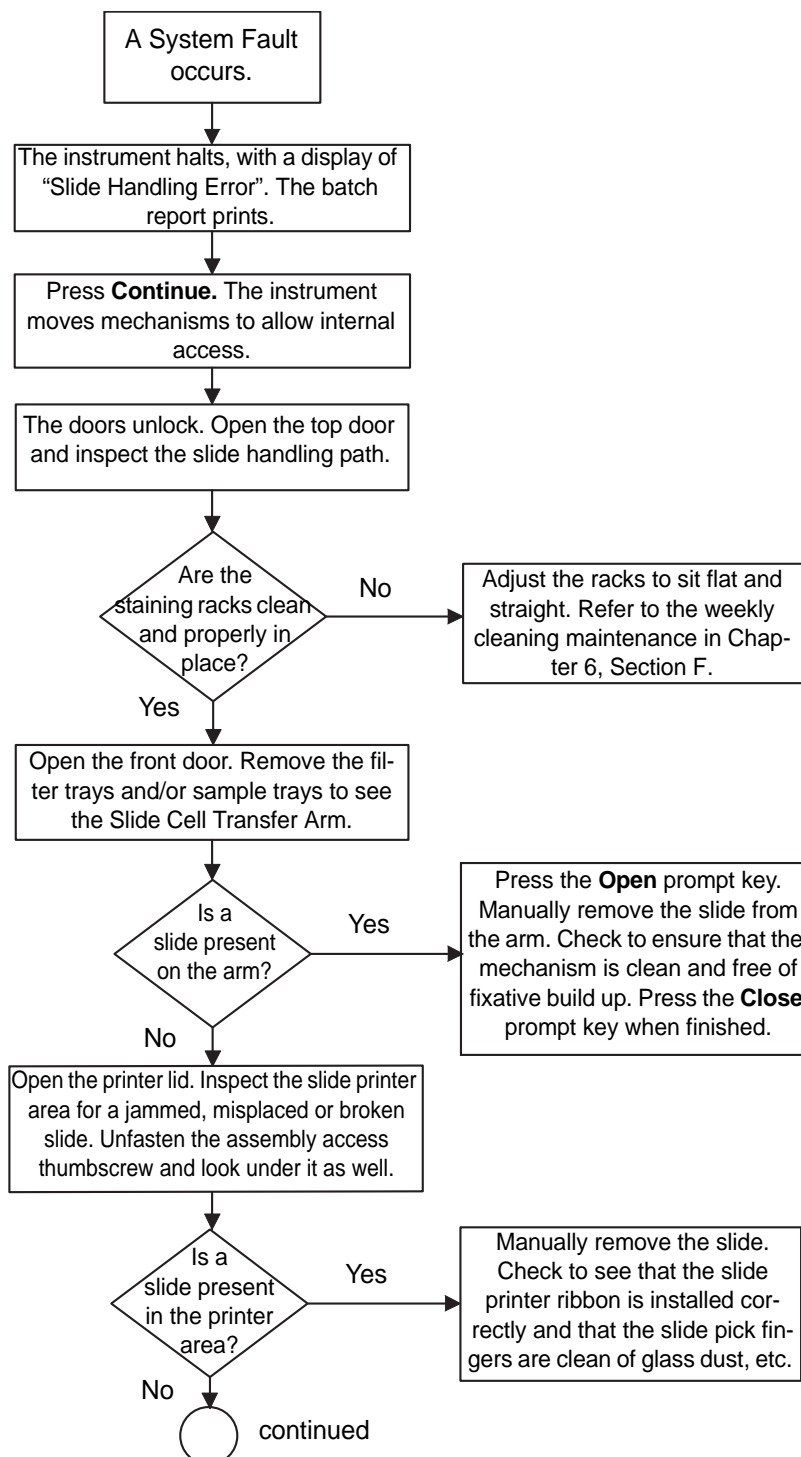 A System Fault
occurs.
The instrument halts, with a display of
“Slide Handling Error”. The batch
report prints.
Press Continue. The instrument
moves mechanisms to allow internal
access.
The doors unlock. Open the top door
and inspect the slide handling path.
Are the
staining racks clean
and properly in
place?
No
Adjust the racks to sit flat and
straight. Refer to the weekly
cleaning maintenance in Chap-
ter 6, Section F.
Yes
Open the front door. Remove the fil-
ter trays and/or sample trays to see
the Slide Cell Transfer Arm.
Is a
slide present
on the arm?
Yes
Press the Open prompt key.
Manually remove the slide from
the arm. Check to ensure that the
mechanism is clean and free of
fixative build up. Press the Close
prompt key when finished.
No
Open the printer lid. Inspect the slide printer
area for a jammed, misplaced or broken
slide. Unfasten the assembly access
thumbscrew and look under it as well.
Is a
slide present
in the printer
area?
Yes
Manually remove the slide.
Check to see that the slide
printer ribbon is installed cor-
rectly and that the slide pick fin-
gers are clean of glass dust, etc.
No
continued